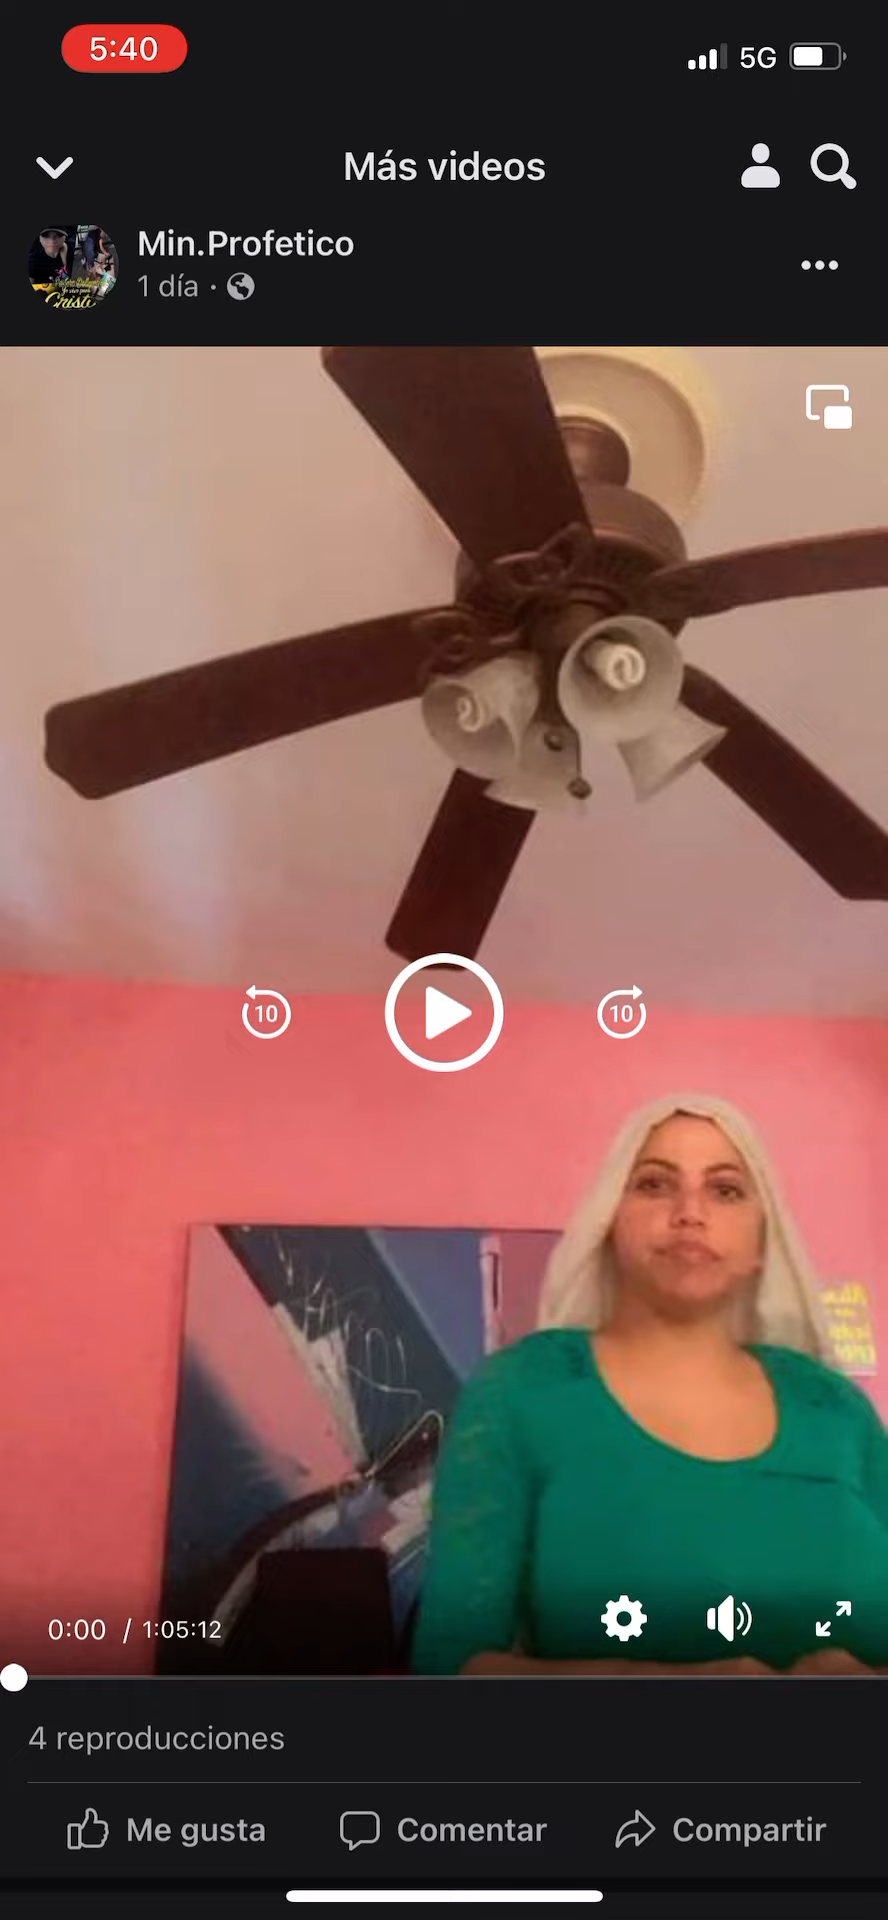 5:40
5G
Más videos
Min.Profetico
1 día ·
Cristo
10
10
0:00 / 1:05:12
4 reproducciones
Me gusta
Comentar
Compartir